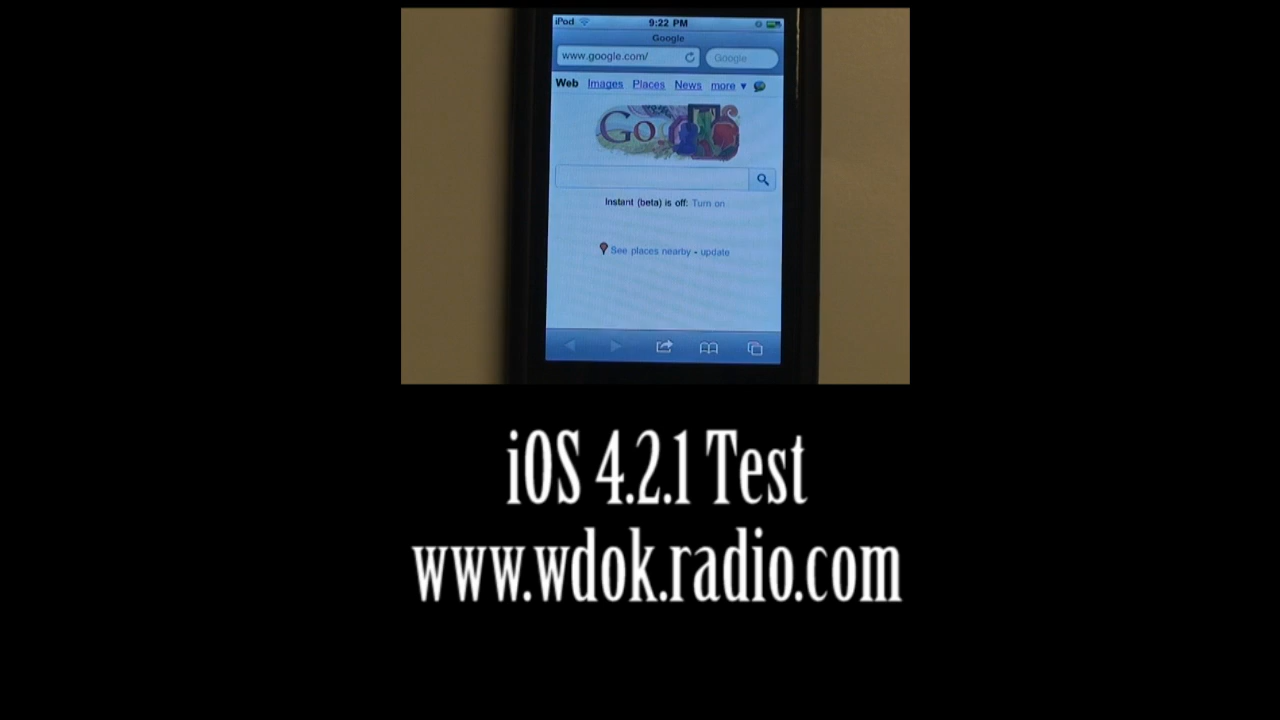 iPod 9:22 PM
Google
www.google.com/ Google
Web Images Places News more ▼
Go
Instant (beta) is off: Turn on
See places nearby - update
iOS 4.2.1 Test
www.wdok.radio.com